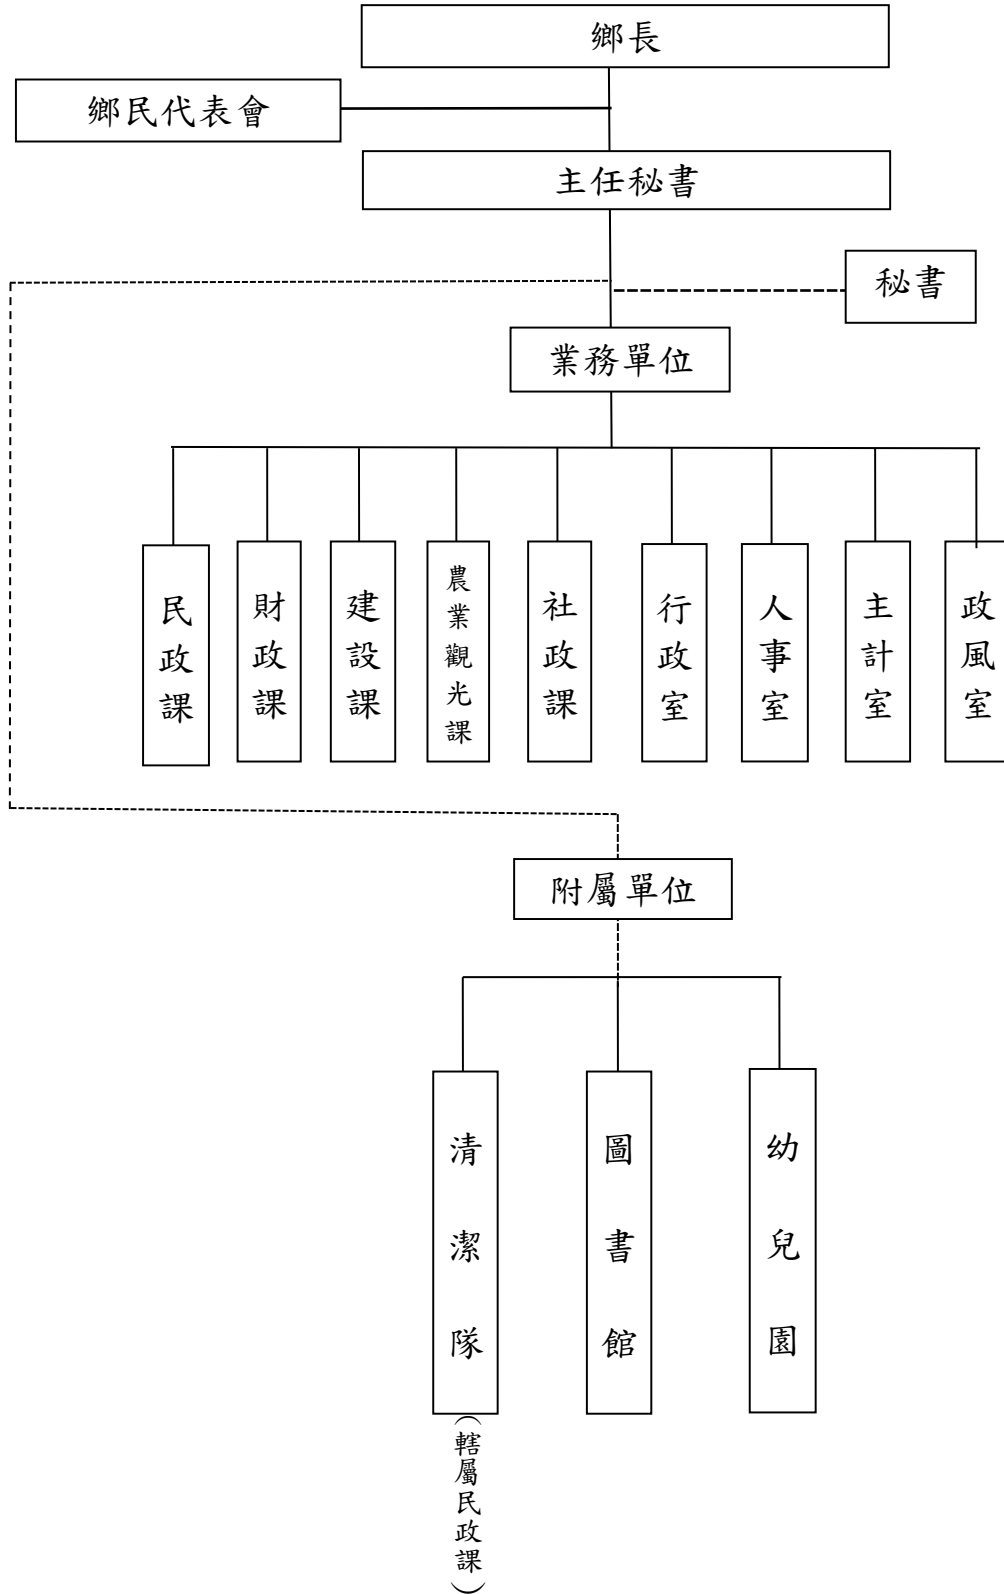 鄉長
鄉民代表會
主任秘書
秘書
業務單位
民政課
財政課
建設課
農業觀光課
社政課
行政室
人事室
主計室
政風室
附屬單位
清潔隊
(轄屬民政課)
圖書館
幼兒園